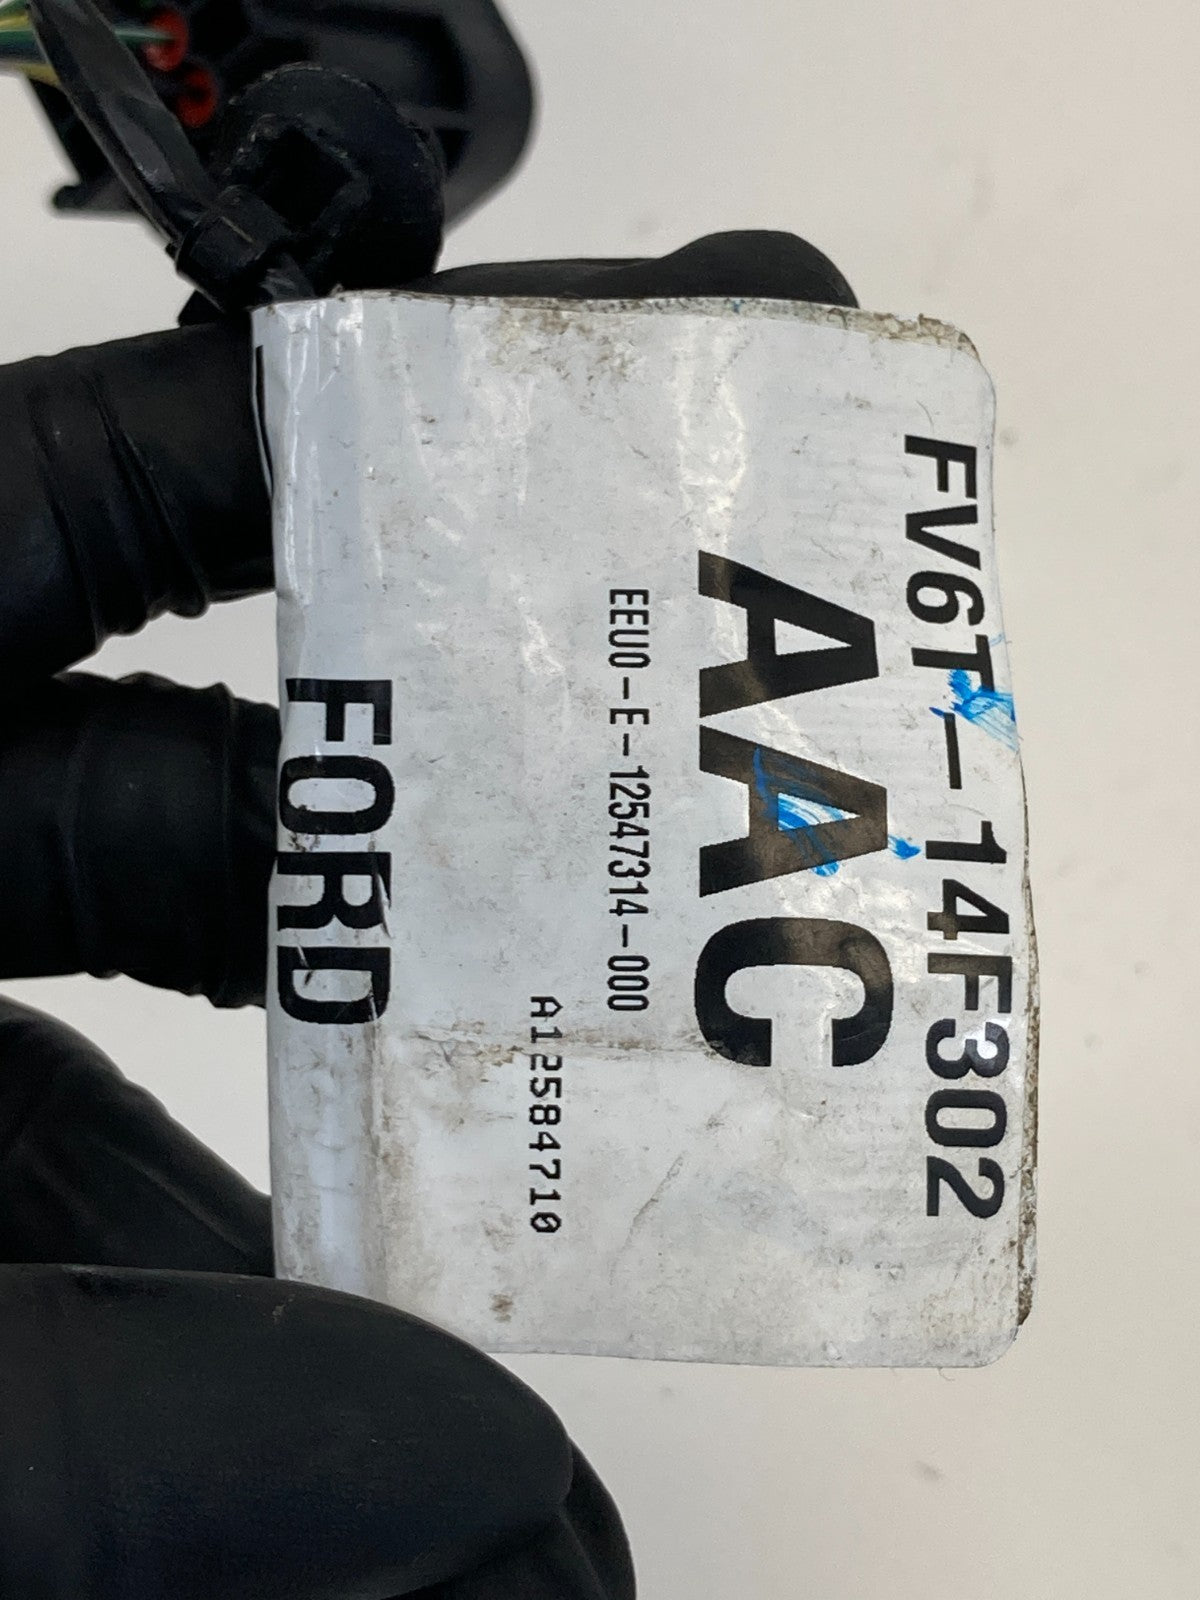 FV6T-14F302
AAC
EEU0-E-12547314-000
A12584710
FORD